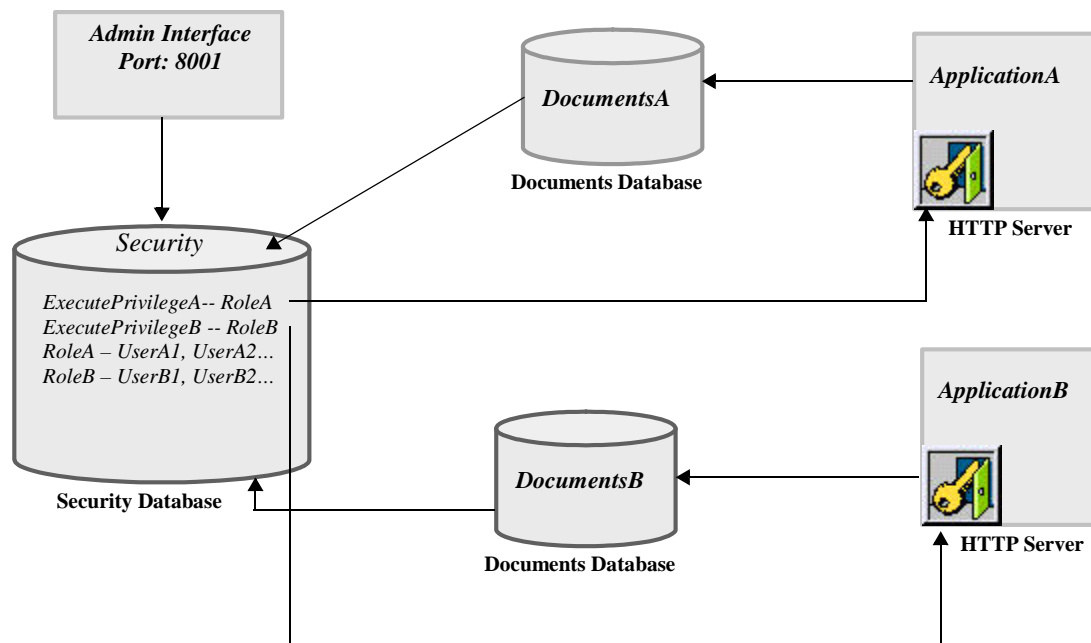 Admin Interface
Port: 8001
DocumentsA
Documents Database
ApplicationA
HTTP Server
Security
ExecutePrivilegeA-- RoleA
ExecutePrivilegeB -- RoleB
RoleA – UserA1, UserA2...
RoleB – UserB1, UserB2...
Security Database
DocumentsB
Documents Database
ApplicationB
HTTP Server